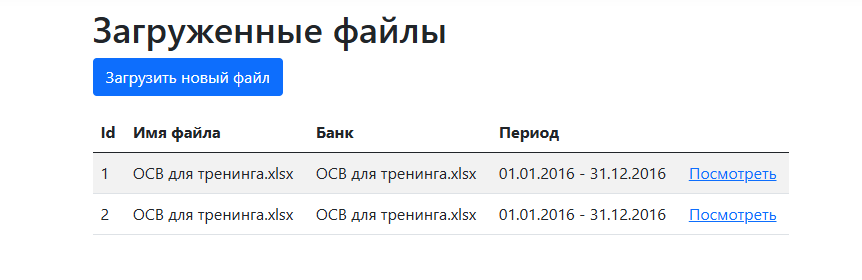 Загруженные файлы
Загрузить новый файл
Id Имя файла Банк Период
1 ОСВ для тренинга.xlsx ОСВ для тренинга.xlsx 01.01.2016 - 31.12.2016 Посмотреть
2 ОСВ для тренинга.xlsx ОСВ для тренинга.xlsx 01.01.2016 - 31.12.2016 Посмотреть